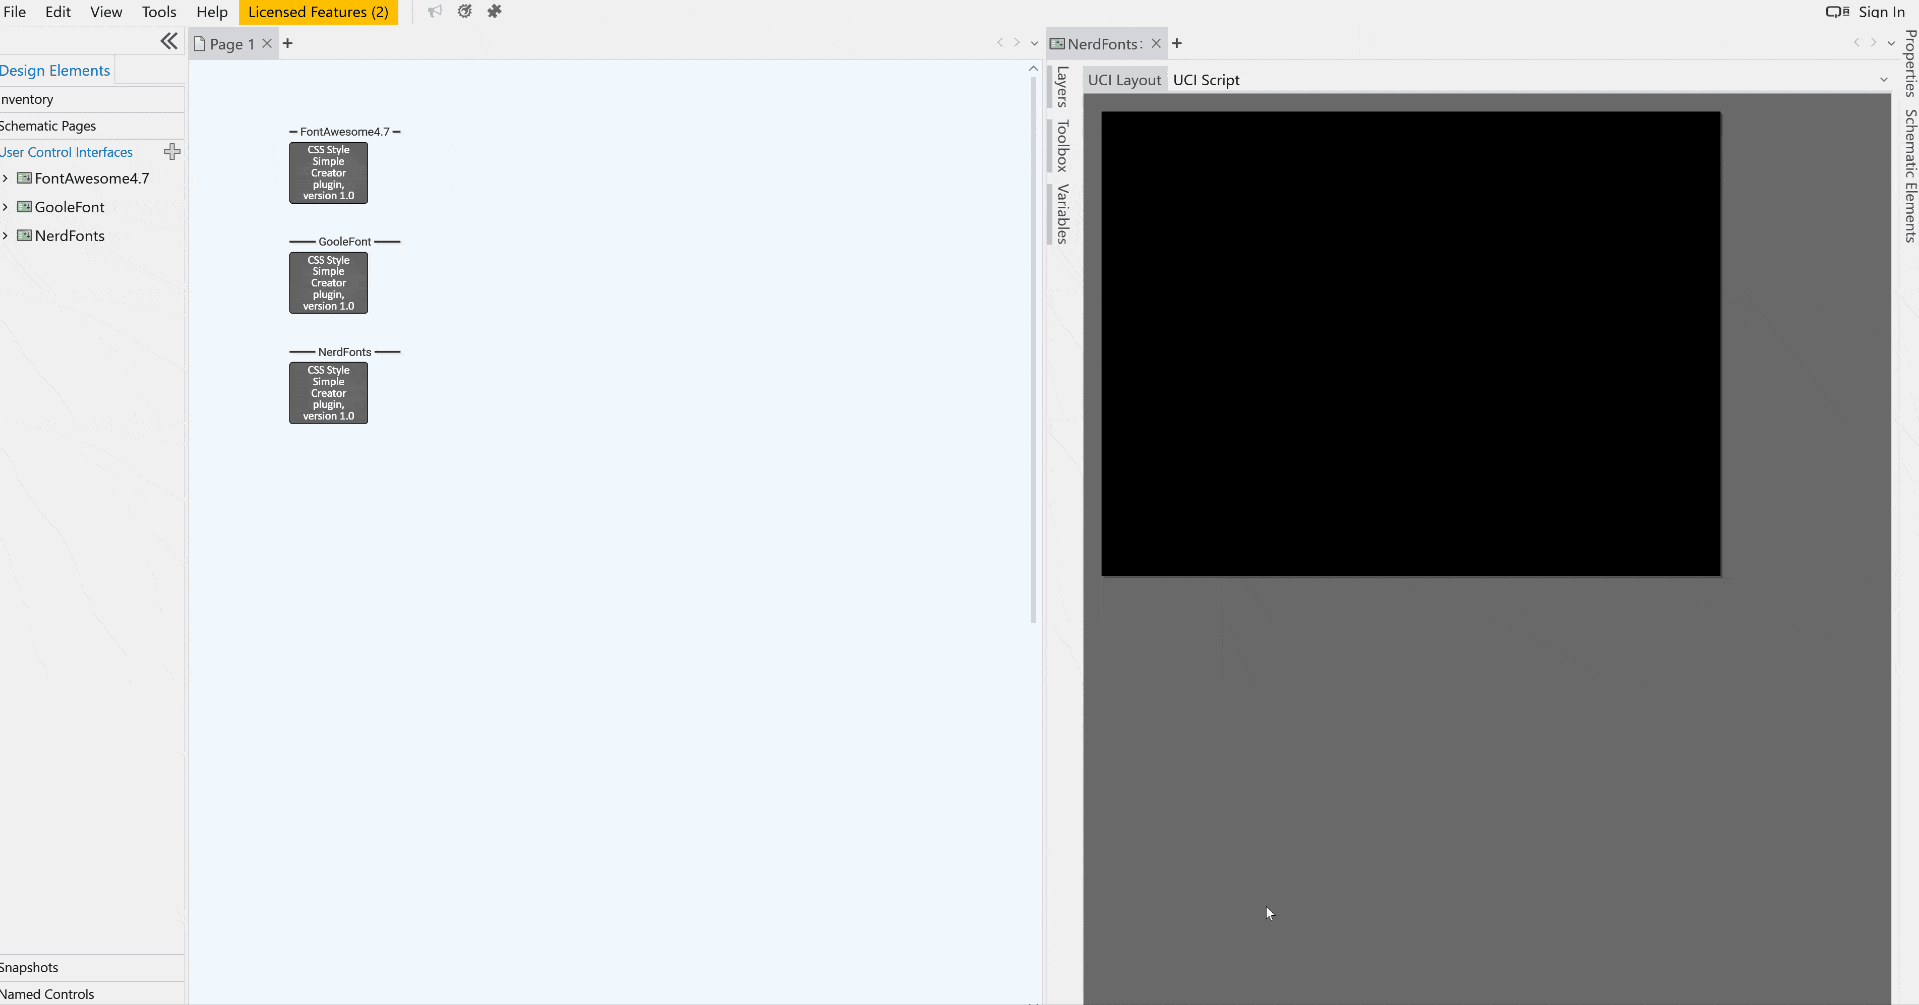 File Edit View Tools Help Licensed Features (2) Sign In
Page 1
NerdFonts:
Design Elements
UCI Layout UCI Script
nventory
Schematic Pages
User Control Interfaces
FontAwesome4.7
GooleFont
NerdFonts
Snapshots
Named Controls
FontAwesome4.7
CSS Style
Simple
Creator
plugin,
version 1.0
GooleFont
CSS Style
Simple
Creator
plugin,
version 1.0
NerdFonts
CSS Style
Simple
Creator
plugin,
version 1.0
Layers
Toolbox
Variables
Properties
Schematic Elements